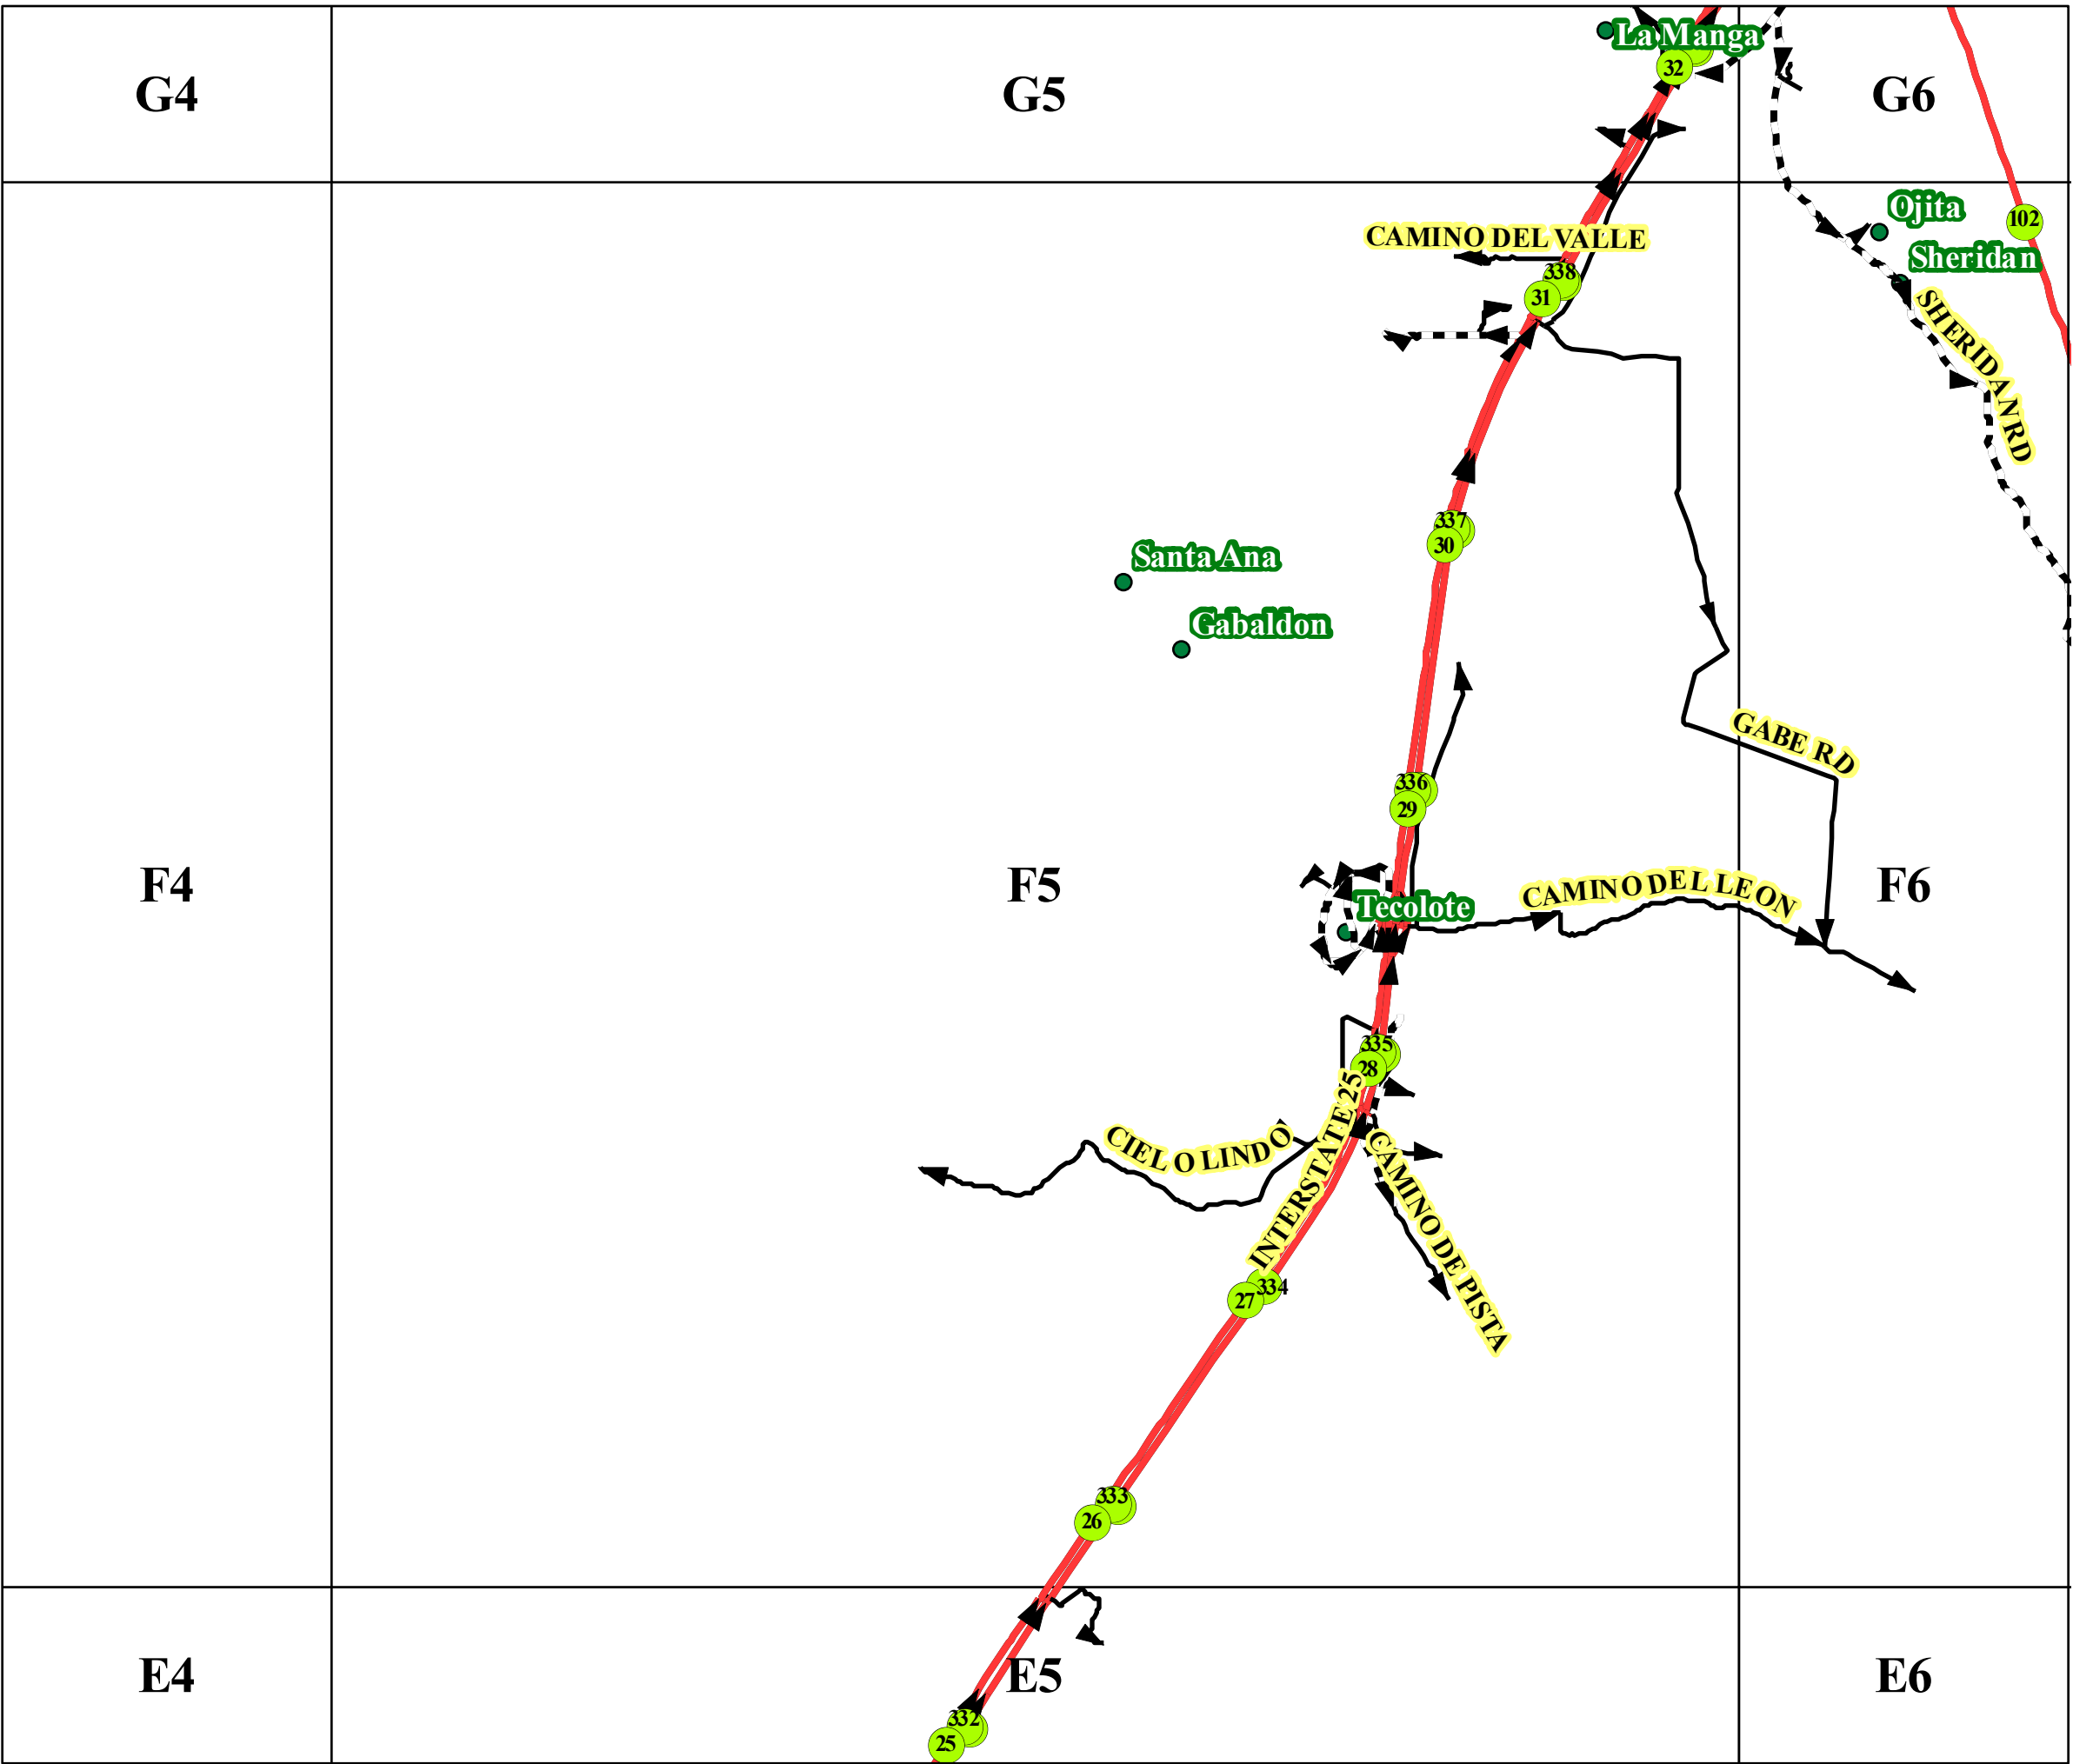 La Manga
32
G4
G5
G6
Ojita
102
CAMINO DEL VALLE
Sheridan
338
31
SHERIDAN RD
337
30
Santa Ana
Gabaldon
GABE RD
336
29
F4
F5
CAMINO DEL LEON
F6
Tecolote
335
28
INTERSTATE 25
CIELO LINDO
CAMINO DE PISTA
334
27
333
26
E4
E5
E6
332
25